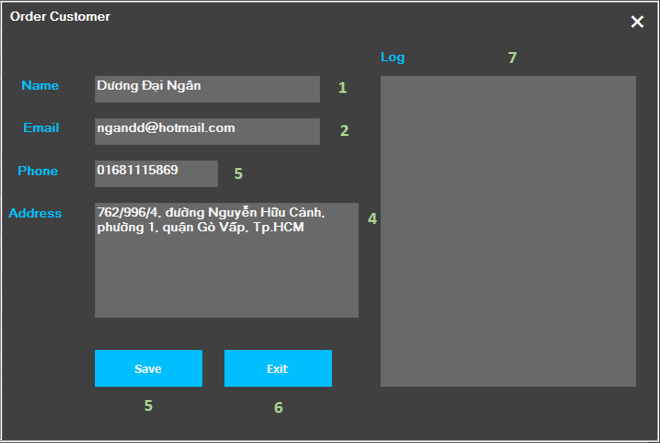 Order Customer
Log 7
Name Dương Đại Ngân 1
Email ngandd@hotmail.com 2
Phone 01681115869 5
Address 762/996/4, đường Nguyễn Hữu Cảnh, 4
phường 1, quận Gò Vấp, Tp.HCM
Save Exit
5 6